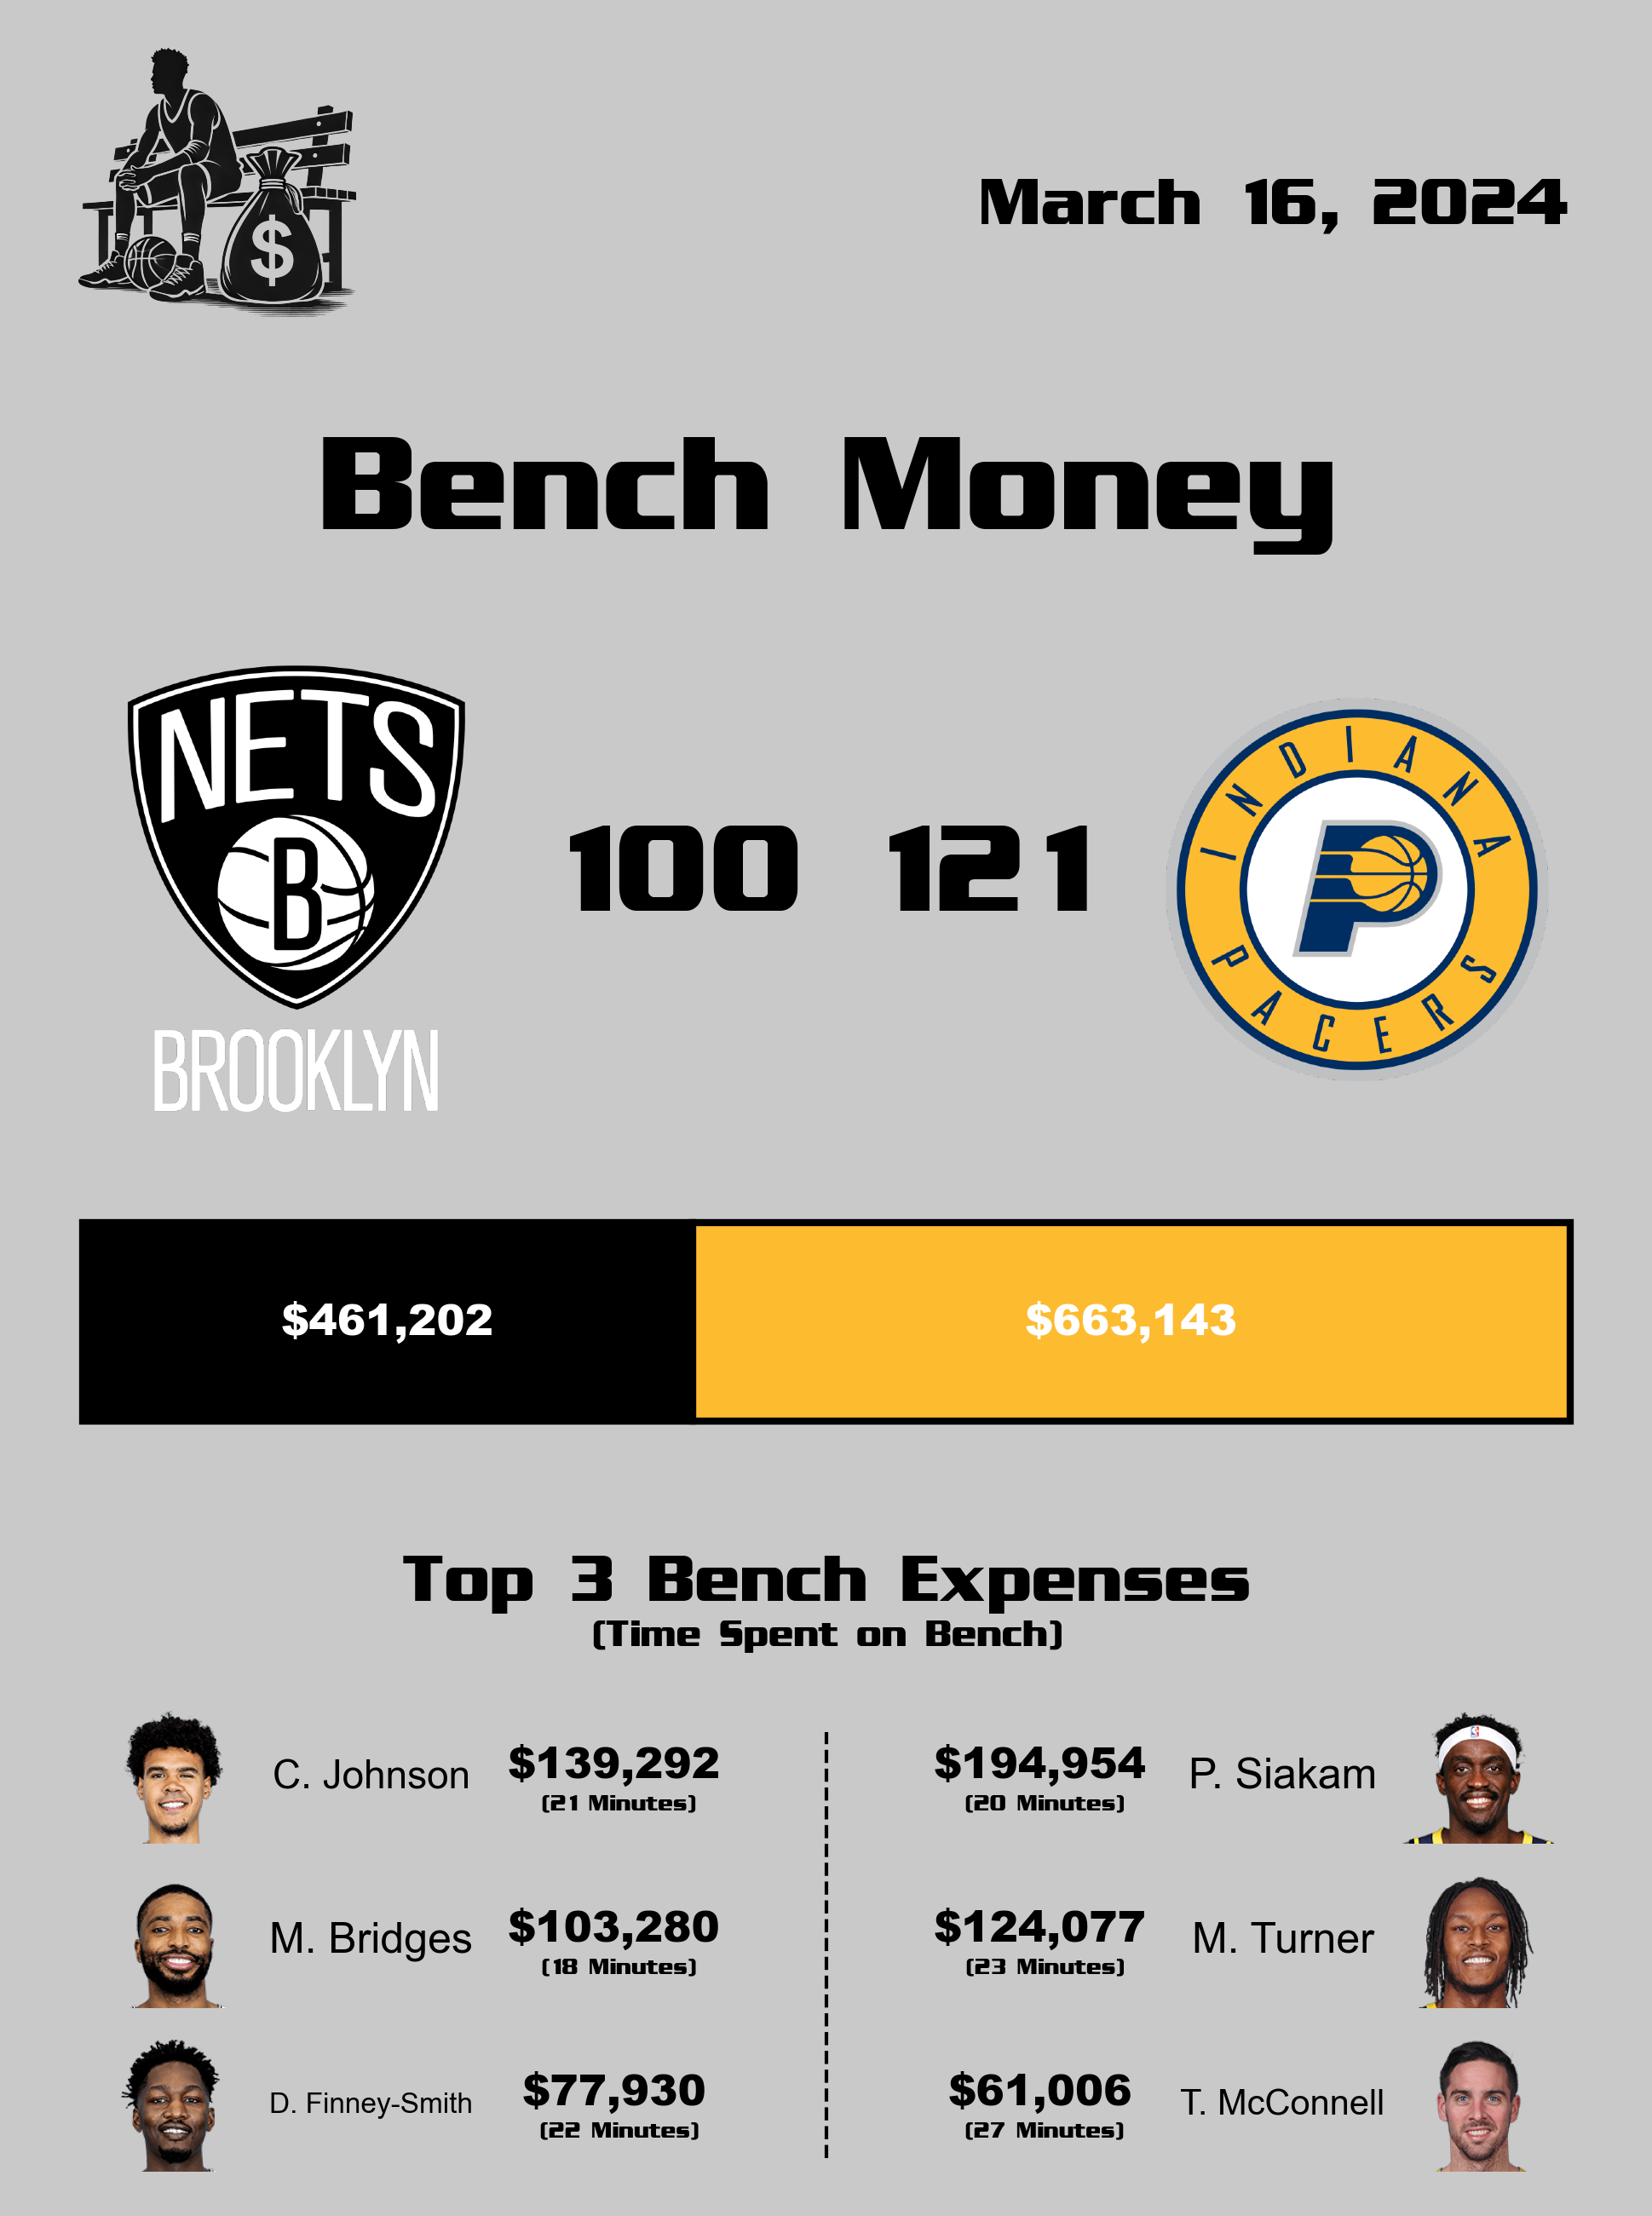 $
March 16, 2024
Bench Money
NETS
B
BROOKLYN
100 121
INDIANA
PACERS
P
$461,202 $663,143
Top 3 Bench Expenses
(Time Spent on Bench)
C. Johnson $139,292 $194,954 P. Siakam
(21 Minutes) (20 Minutes)
M. Bridges $103,280 $124,077 M. Turner
(18 Minutes) (23 Minutes)
D. Finney-Smith $77,930 $61,006 T. McConnell
(22 Minutes) (27 Minutes)